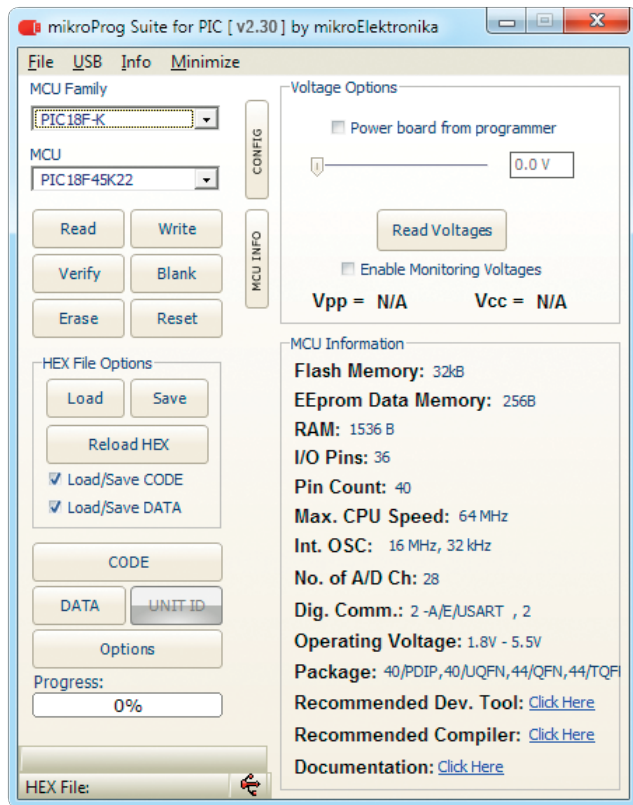 mikroProg Suite for PIC [ v2.30 ] by mikroElektronika
File USB Info Minimize
MCU Family
PIC18F-K
MCU
PIC18F45K22
Read Write
Verify Blank
Erase Reset
HEX File Options
Load Save
Reload HEX
Load/Save CODE
Load/Save DATA
CODE
DATA UNIT ID
Options
Progress:
0%
HEX File:
CONFIG
MCU INFO
Voltage Options
Power board from programmer
0.0 V
Read Voltages
Enable Monitoring Voltages
Vpp = N/A Vcc = N/A
MCU Information
Flash Memory: 32kB
EEprom Data Memory: 256B
RAM: 1536 B
I/O Pins: 36
Pin Count: 40
Max. CPU Speed: 64 MHz
Int. OSC: 16 MHz, 32 kHz
No. of A/D Ch: 28
Dig. Comm.: 2 -A/E/USART , 2
Operating Voltage: 1.8V - 5.5V
Package: 40/PDIP,40/UQFN,44/QFN,44/TQF
Recommended Dev. Tool: Click Here
Recommended Compiler: Click Here
Documentation: Click Here